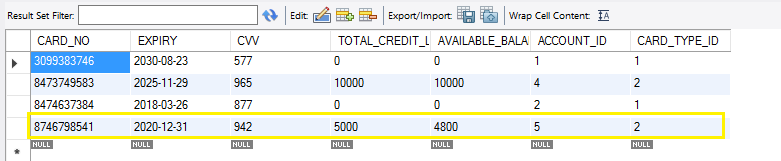 Result Set Filter: Edit: Export/Import: Wrap Cell Content: IA
CARD_NO EXPIRY CVV TOTAL_CREDIT_L AVAILABLE_BALA ACCOUNT_ID CARD_TYPE_ID
3099383746 2030-08-23 577 0 0 1 1
8473749583 2025-11-29 965 10000 10000 4 2
8474637384 2018-03-26 877 0 0 2 1
8746798541 2020-12-31 942 5000 4800 5 2
NULL NULL NULL NULL NULL NULL NULL